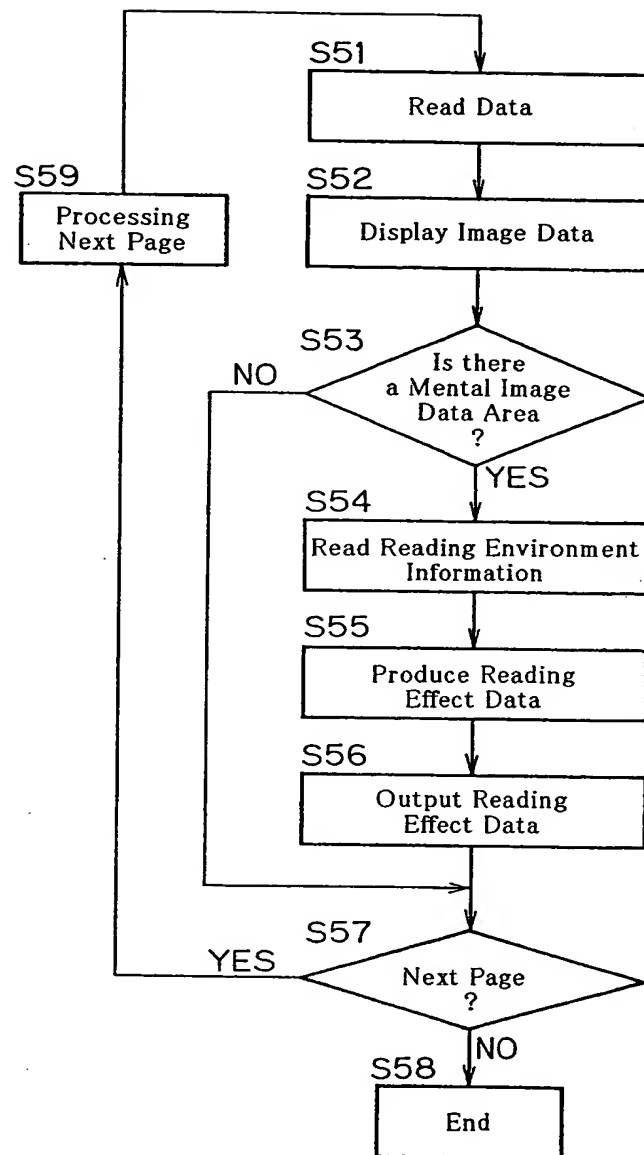 S51
Read Data
S59
Processing
Next Page
S52
Display Image Data
S53
Is there
a Mental Image
Data Area
?
NO
YES
S54
Read Reading Environment
Information
S55
Produce Reading
Effect Data
S56
Output Reading
Effect Data
S57
YES
Next Page
?
NO
S58
End